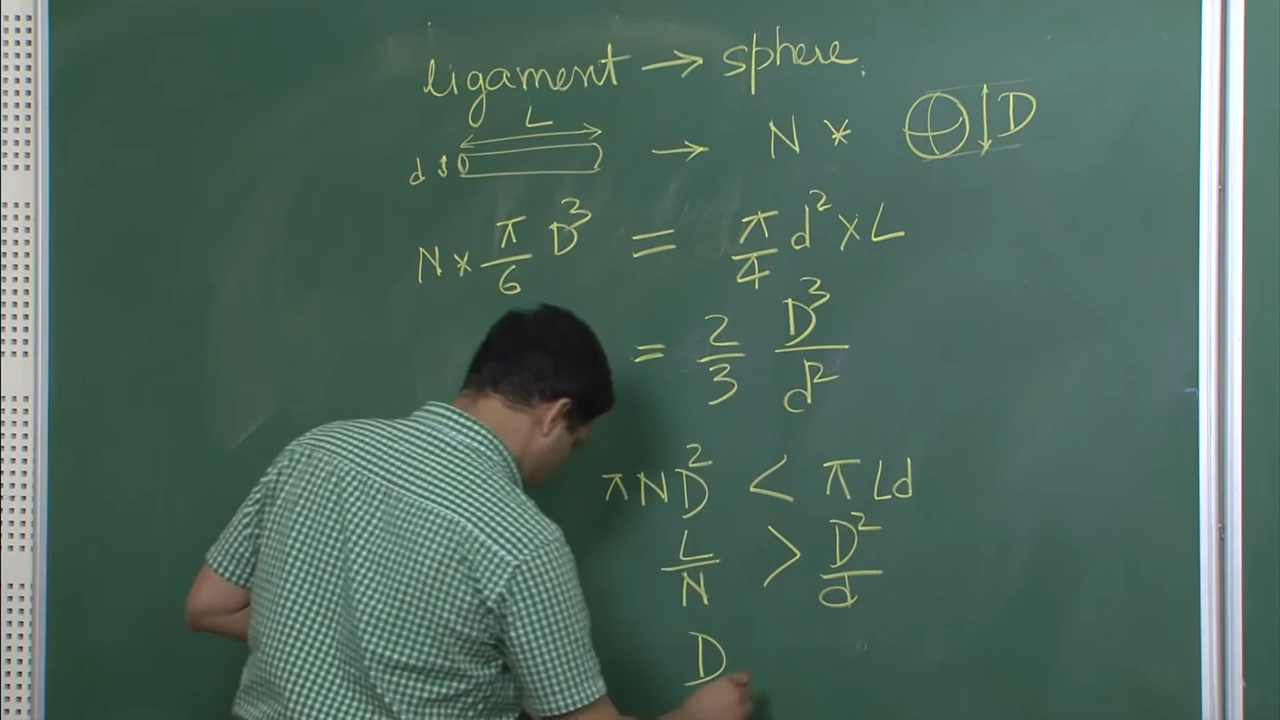 ligament → sphere.
L
d → N * D
N × π/6 D³ = π/4 d² × L
= 2/3 D³/d²
πND² < πLd
L/N > D²/d
D